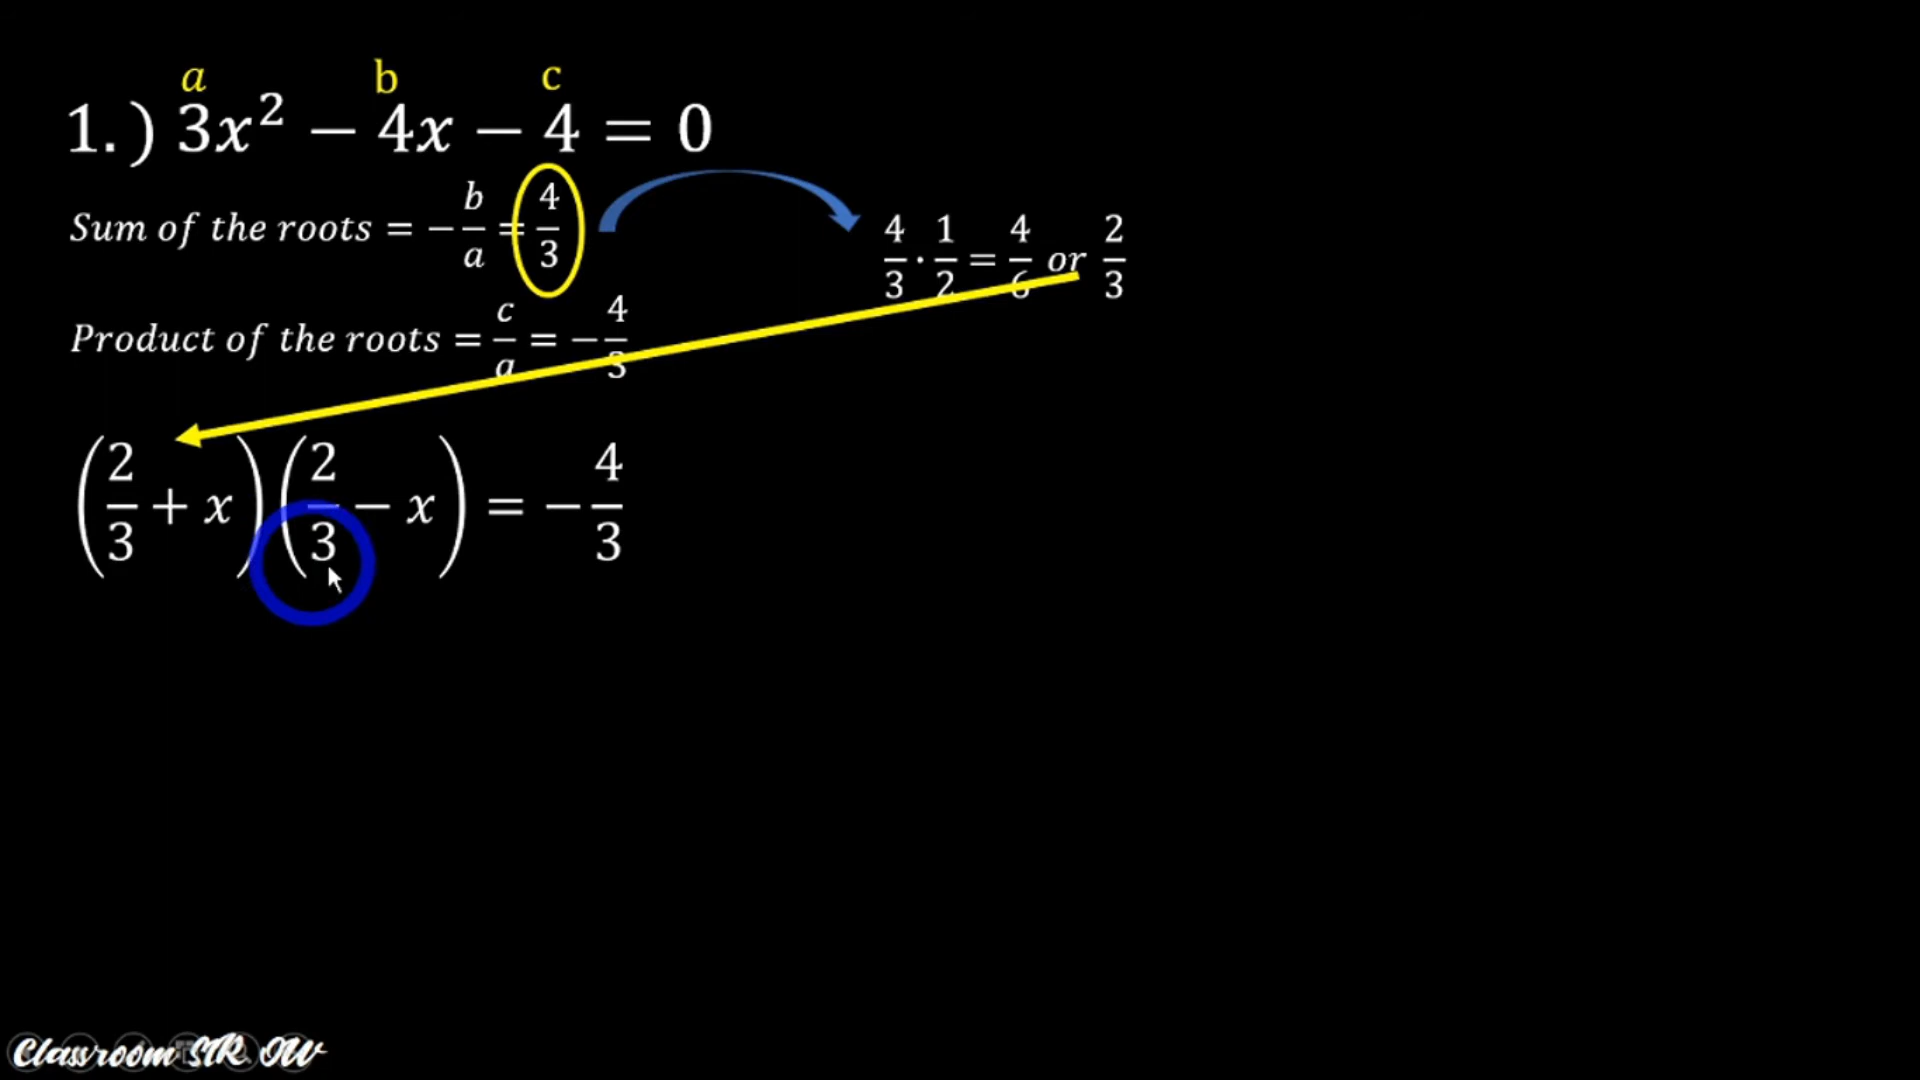 a b c
1.) 3x² − 4x − 4 = 0
Sum of the roots = −b/a = 4/3
4/3 · 1/2 = 4/6 or 2/3
Product of the roots = c/a = −4/3
(2/3 + x)(2/3 − x) = −4/3
Classroom STR OW